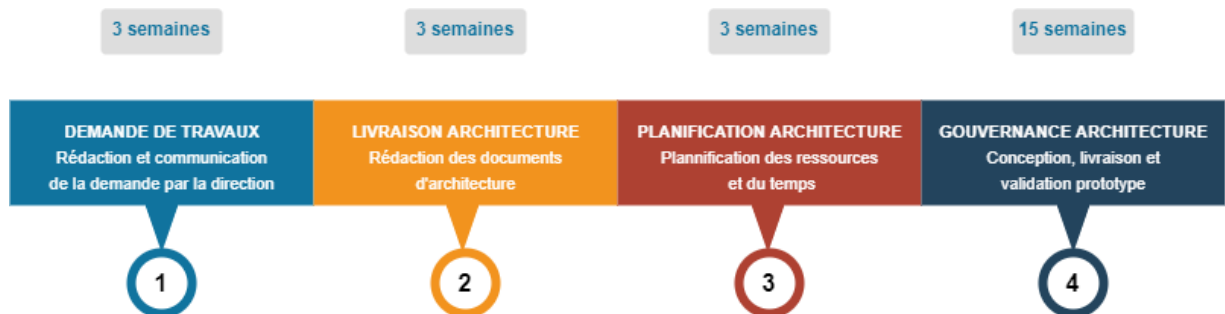 3 semaines
3 semaines
3 semaines
15 semaines
DEMANDE DE TRAVAUX
Rédaction et communication
de la demande par la direction
LIVRAISON ARCHITECTURE
Rédaction des documents
d'architecture
PLANIFICATION ARCHITECTURE
Plannification des ressources
et du temps
GOUVERNANCE ARCHITECTURE
Conception, livraison et
validation prototype
1
2
3
4